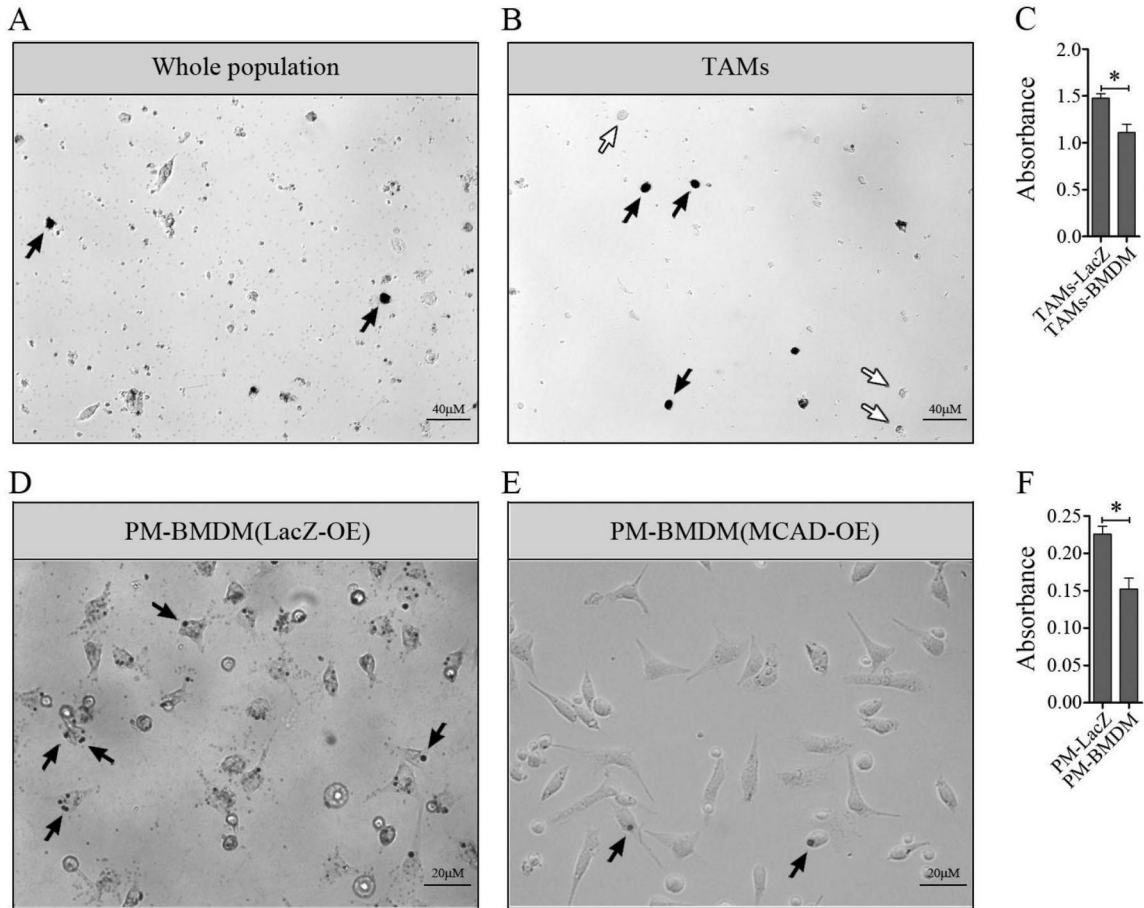 A
Whole population
40µM
B
TAMs
40µM
C
2.0
1.5
1.0
0.5
0.0
Absorbance
*
TAMs-LacZ
TAMs-BMDM
D
PM-BMDM(LacZ-OE)
20µM
E
PM-BMDM(MCAD-OE)
20µM
F
0.25
0.20
0.15
0.10
0.05
0.00
Absorbance
*
PM-LacZ
PM-BMDM